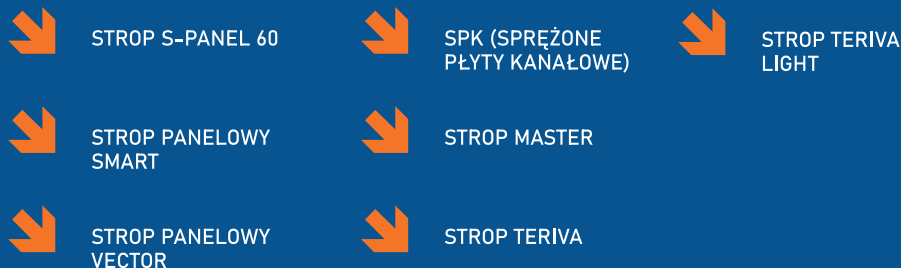 STROP S-PANEL 60
STROP PANELOWY
SMART
STROP PANELOWY
VECTOR
SPK (SPRĘŻONE
PŁYTY KANAŁOWE)
STROP MASTER
STROP TERIVA
STROP TERIVA
LIGHT